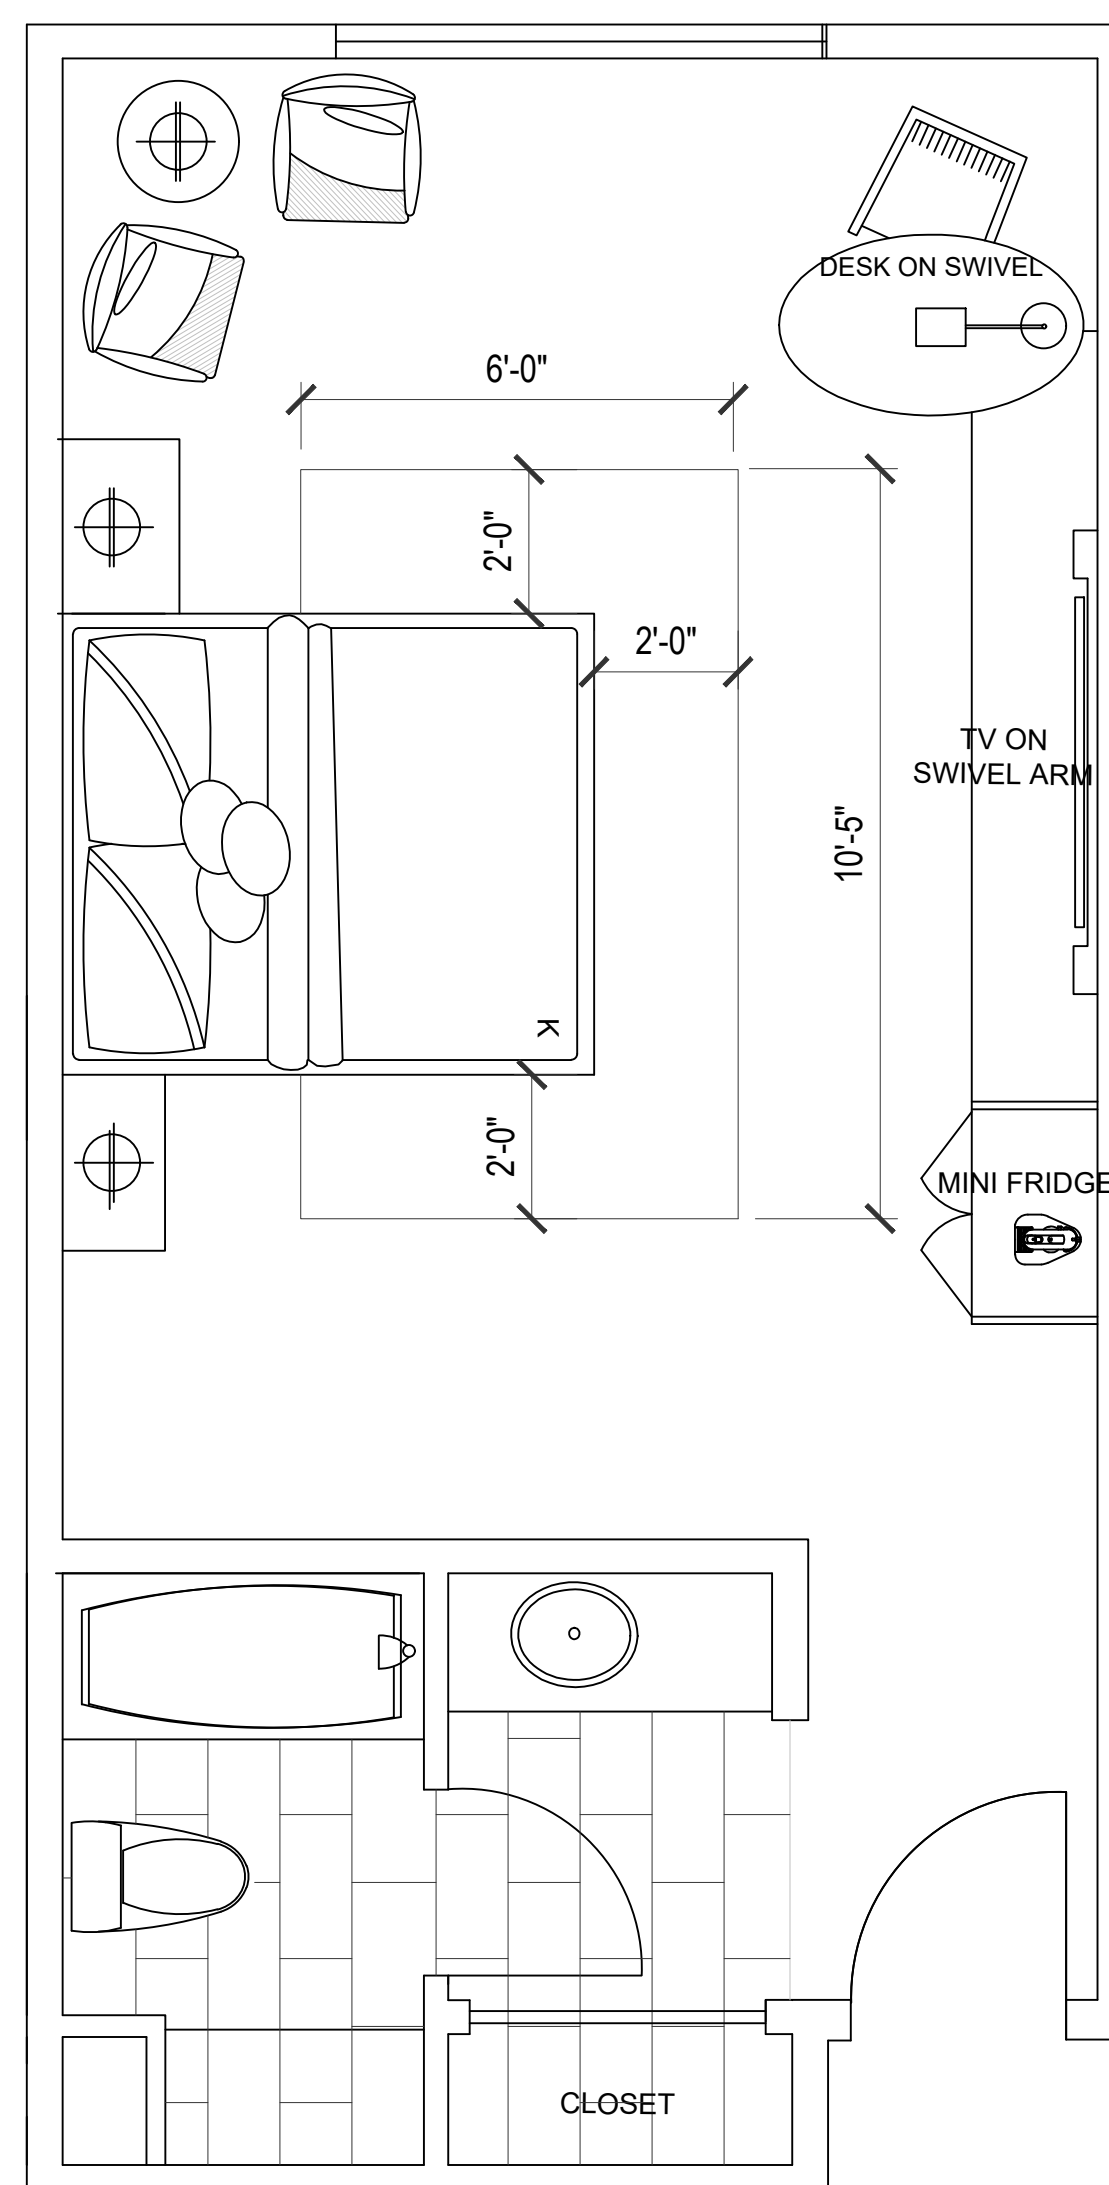 DESK ON SWIVEL
6'-0"
2'-0"
2'-0"
TV ON
SWIVEL ARM
10'-5"
K
2'-0"
MINI FRIDGE
CLOSET